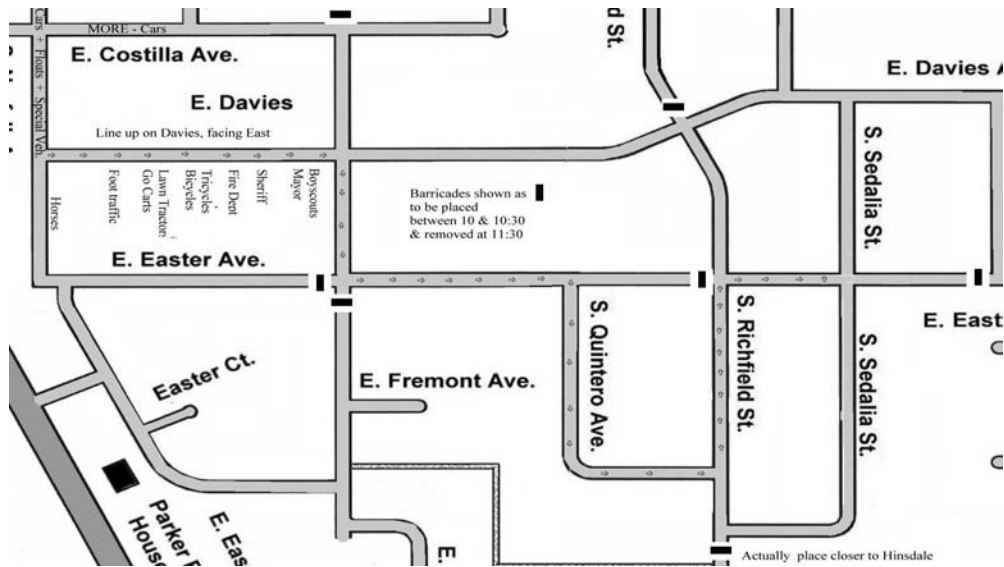 MORE - Cars
Cars + Floats + Special Veh.
E. Costilla Ave.
d St.
E. Davies A
E. Davies
Line up on Davies, facing East
Horses
Foot traffic
Go Carts
Lawn Tractors
Bicycles
Tricycles
Fire Dept
Sheriff
Mayor
Boyscouts
Barricades shown as
to be placed
between 10 & 10:30
& removed at 11:30
S. Sedalia St.
E. Easter Ave.
E. East
S. Quintero Ave.
S. Richfield St.
S. Sedalia St.
Easter Ct.
E. Fremont Ave.
Parker
House
E. Eas
E.
Actually place closer to Hinsdale